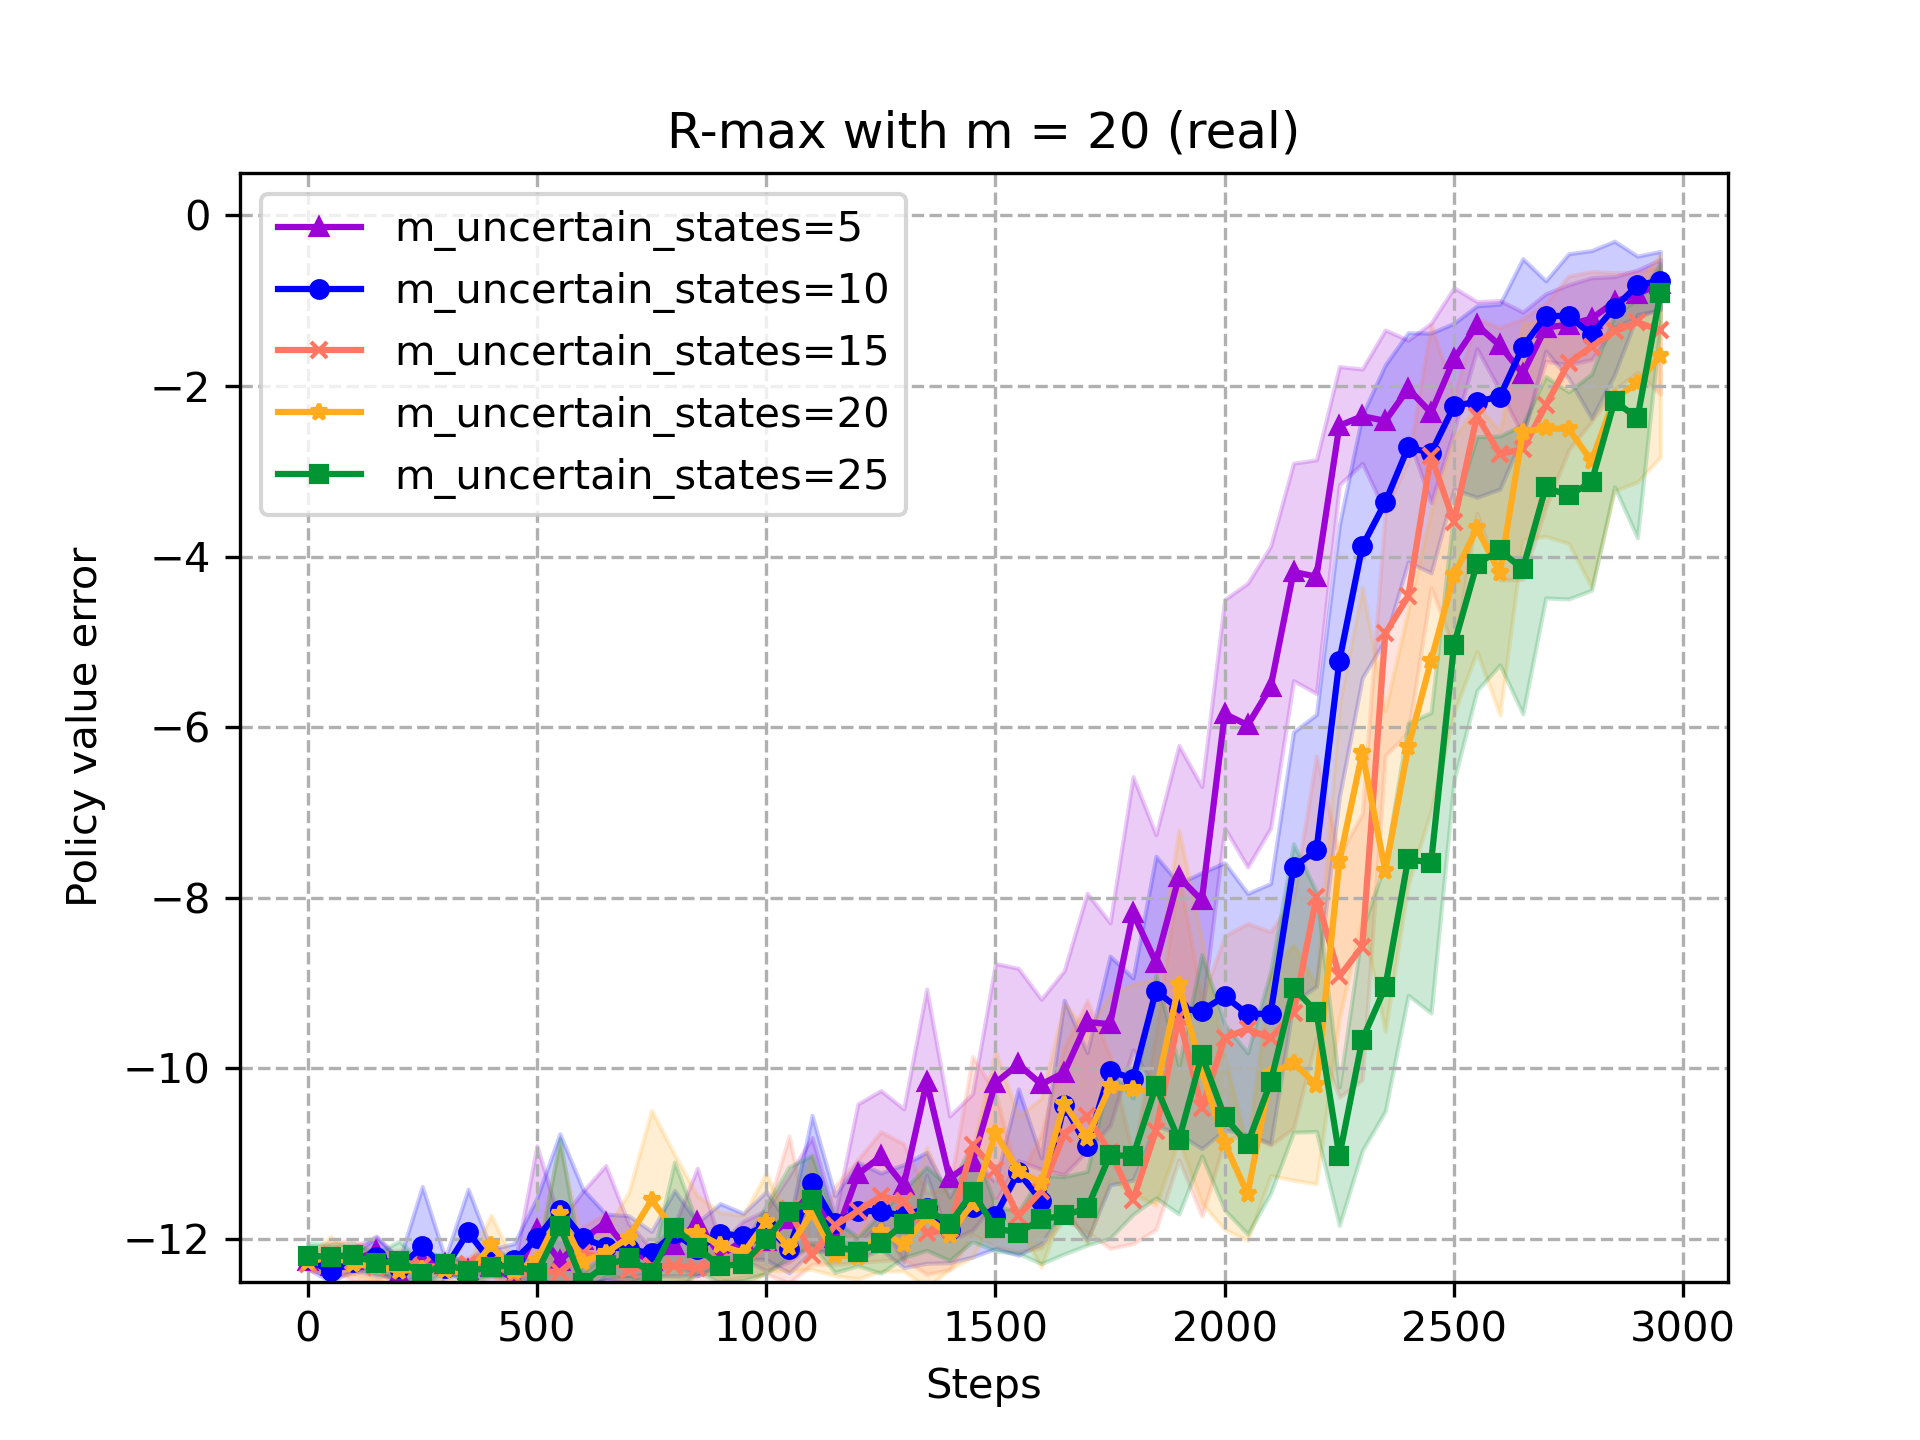 R-max with m = 20 (real)
m_uncertain_states=5
m_uncertain_states=10
m_uncertain_states=15
m_uncertain_states=20
m_uncertain_states=25
Policy value error
0
−2
−4
−6
−8
−10
−12
0 500 1000 1500 2000 2500 3000
Steps